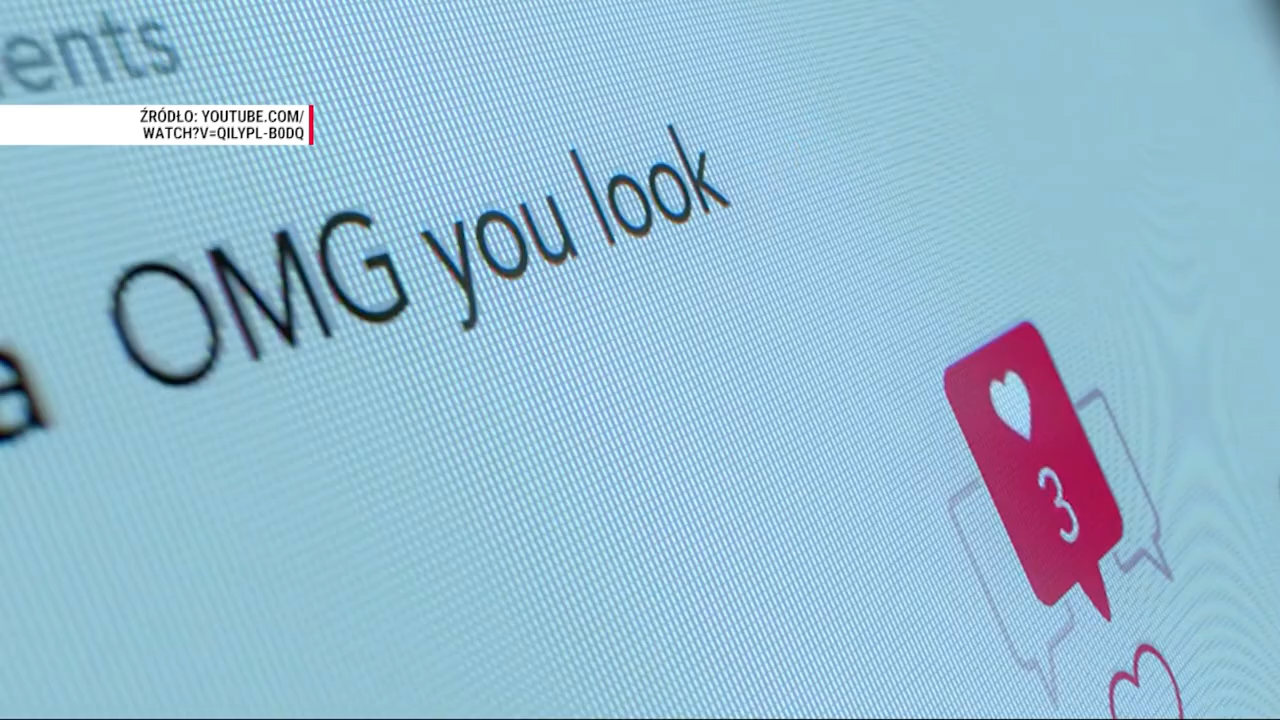 ents
ŹRÓDŁO: YOUTUBE.COM/
WATCH?V=QILYPL-B0DQ
OMG you look
a
3